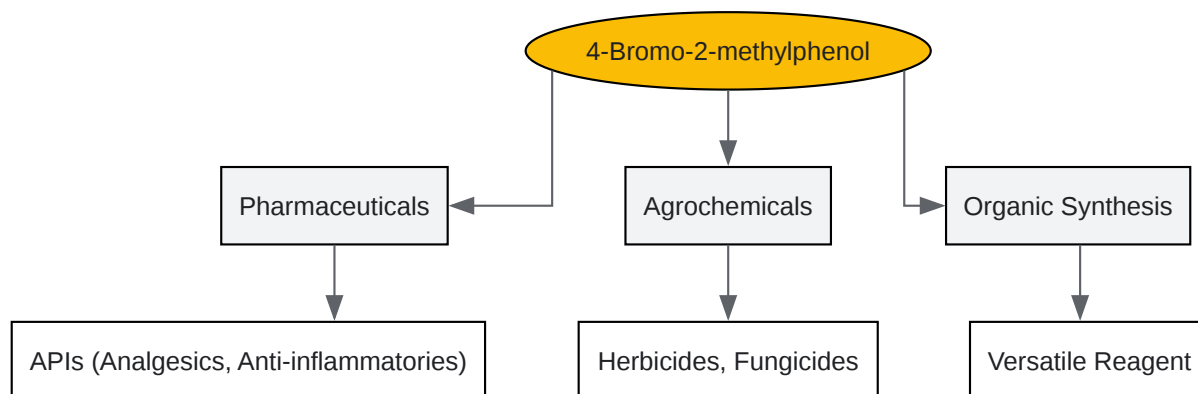 4-Bromo-2-methylphenol
Pharmaceuticals
Agrochemicals
Organic Synthesis
APIs (Analgesics, Anti-inflammatories)
Herbicides, Fungicides
Versatile Reagent